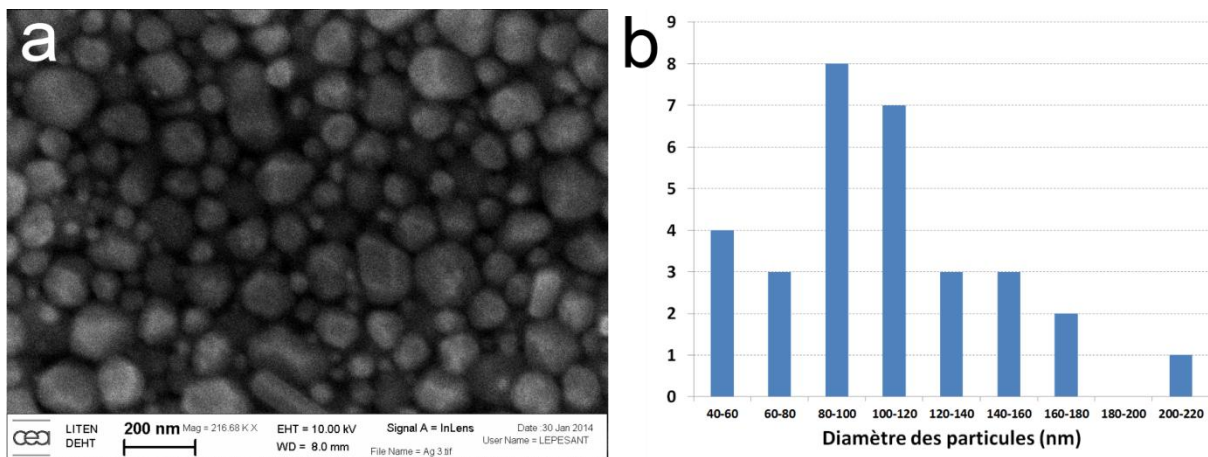 a
cea
LITEN
DEHT
200 nm
Mag = 216.68 K X
EHT = 10.00 kV
WD = 8.0 mm
Signal A = InLens
File Name = Ag 3.tif
Date :30 Jan 2014
User Name = LEPESANT
b
9
8
7
6
5
4
3
2
1
0
40-60 60-80 80-100 100-120 120-140 140-160 160-180 180-200 200-220
Diamètre des particules (nm)